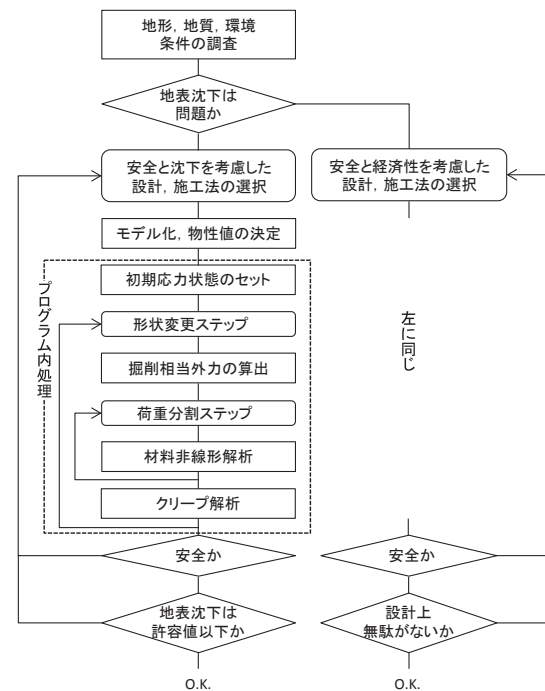 地形, 地質, 環境
条件の調査
地表沈下は
問題か
安全と沈下を考慮した
設計, 施工法の選択
安全と経済性を考慮した
設計, 施工法の選択
モデル化, 物性値の決定
プログラム内処理
初期応力状態のセット
形状変更ステップ
掘削相当外力の算出
荷重分割ステップ
材料非線形解析
クリープ解析
左に同じ
安全か
安全か
地表沈下は
許容値以下か
設計上
無駄がないか
O.K.
O.K.